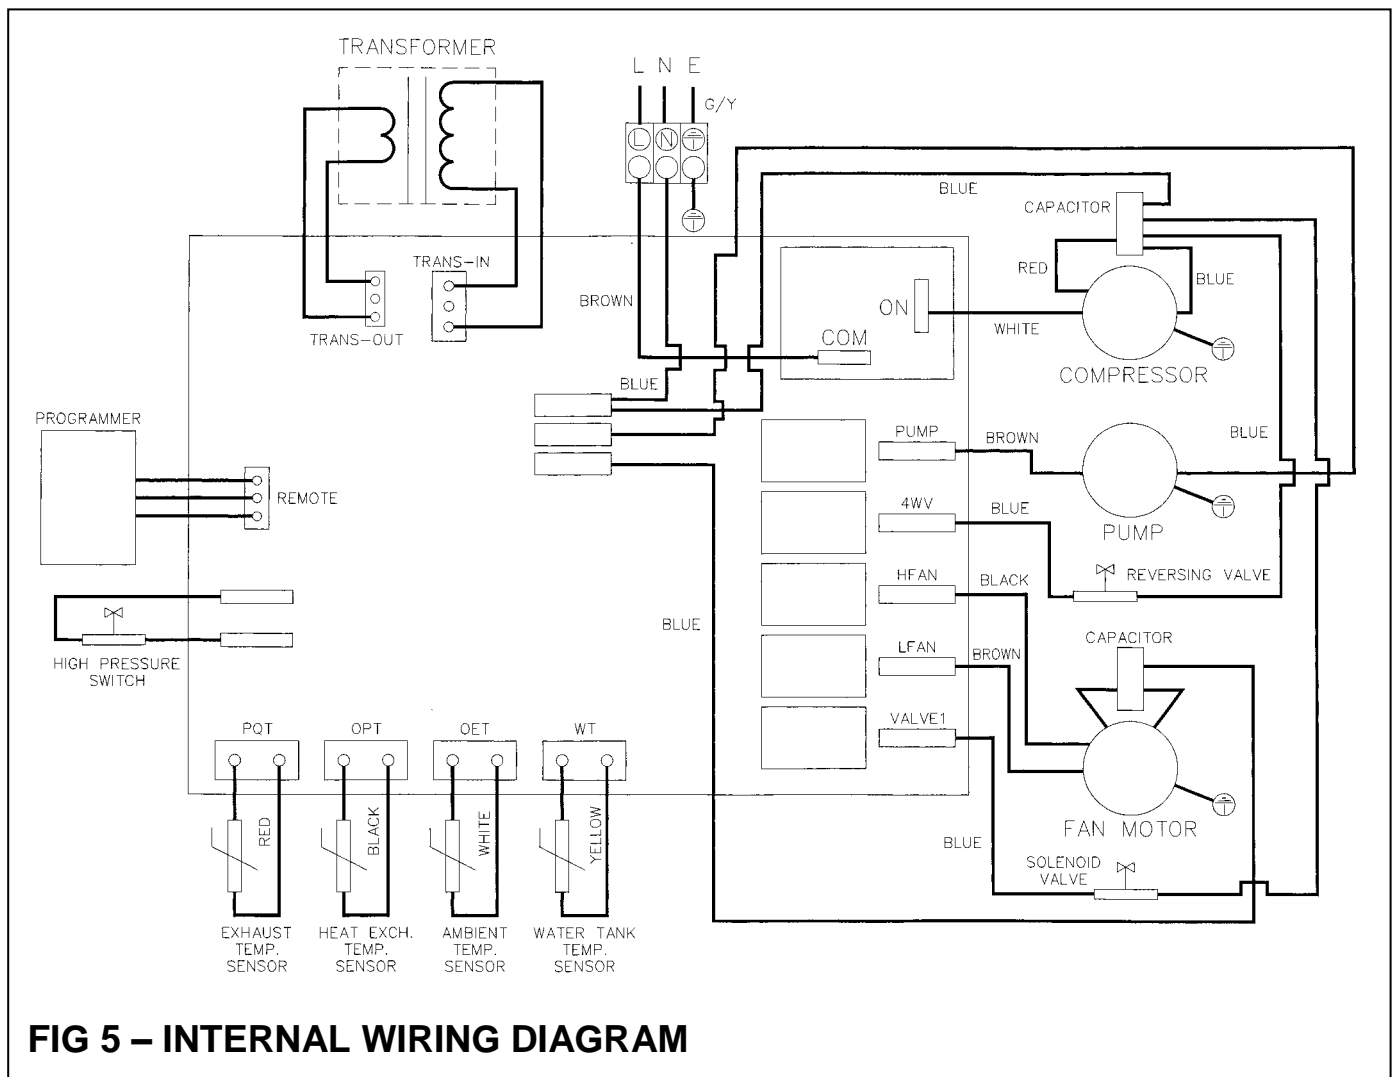 TRANSFORMER
L N E
G/Y
L N
BLUE
CAPACITOR
TRANS-IN
RED
BLUE
BROWN
ON
WHITE
TRANS-OUT
COM
COMPRESSOR
BLUE
PROGRAMMER
PUMP
BROWN
BLUE
REMOTE
4WV
BLUE
PUMP
HFAN
BLACK
REVERSING VALVE
BLUE
CAPACITOR
LFAN
BROWN
HIGH PRESSURE
SWITCH
VALVE1
PQT
OPT
OET
WT
RED
BLACK
WHITE
YELLOW
FAN MOTOR
BLUE
SOLENOID
VALVE
EXHAUST
TEMP.
SENSOR
HEAT EXCH.
TEMP.
SENSOR
AMBIENT
TEMP.
SENSOR
WATER TANK
TEMP.
SENSOR
FIG 5 – INTERNAL WIRING DIAGRAM